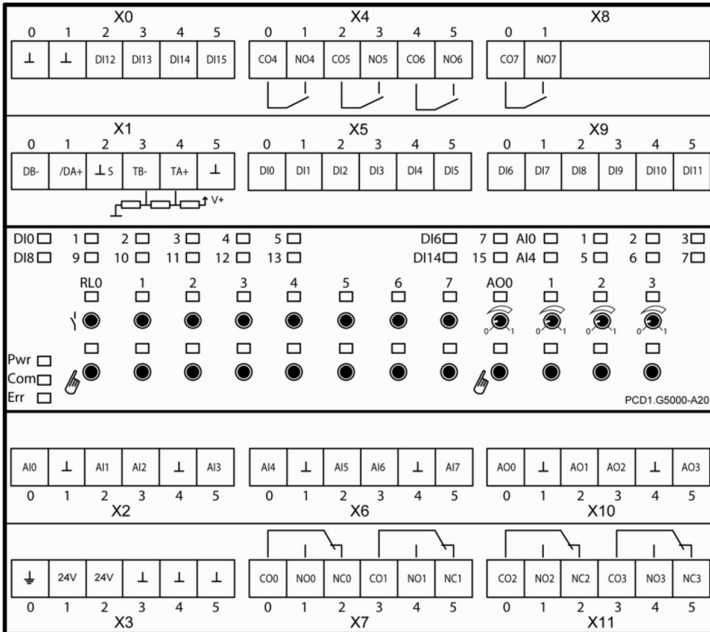 X0 X4 X8
0 1 2 3 4 5 0 1 2 3 4 5 0 1
⊥ ⊥ DI12 DI13 DI14 DI15 CO4 NO4 CO5 NO5 CO6 NO6 CO7 NO7
X1 X5 X9
0 1 2 3 4 5 0 1 2 3 4 5 0 1 2 3 4 5
DB- /DA+ ⊥ S TB- TA+ ⊥ DI0 DI1 DI2 DI3 DI4 DI5 DI6 DI7 DI8 DI9 DI10 DI11
V+
DI0 1 2 3 4 5 DI6 7 AI0 1 2 3
DI8 9 10 11 12 13 DI14 15 AI4 5 6 7
RL0 1 2 3 4 5 6 7 AO0 1 2 3
0 1 0 1 0 1 0 1
Pwr
Com
Err
PCD1.G5000-A20
AI0 ⊥ AI1 AI2 ⊥ AI3 AI4 ⊥ AI5 AI6 ⊥ AI7 AO0 ⊥ AO1 AO2 ⊥ AO3
0 1 2 3 4 5 0 1 2 3 4 5 0 1 2 3 4 5
X2 X6 X10
24V 24V ⊥ ⊥ ⊥ CO0 NO0 NC0 CO1 NO1 NC1 CO2 NO2 NC2 CO3 NO3 NC3
0 1 2 3 4 5 0 1 2 3 4 5 0 1 2 3 4 5
X3 X7 X11